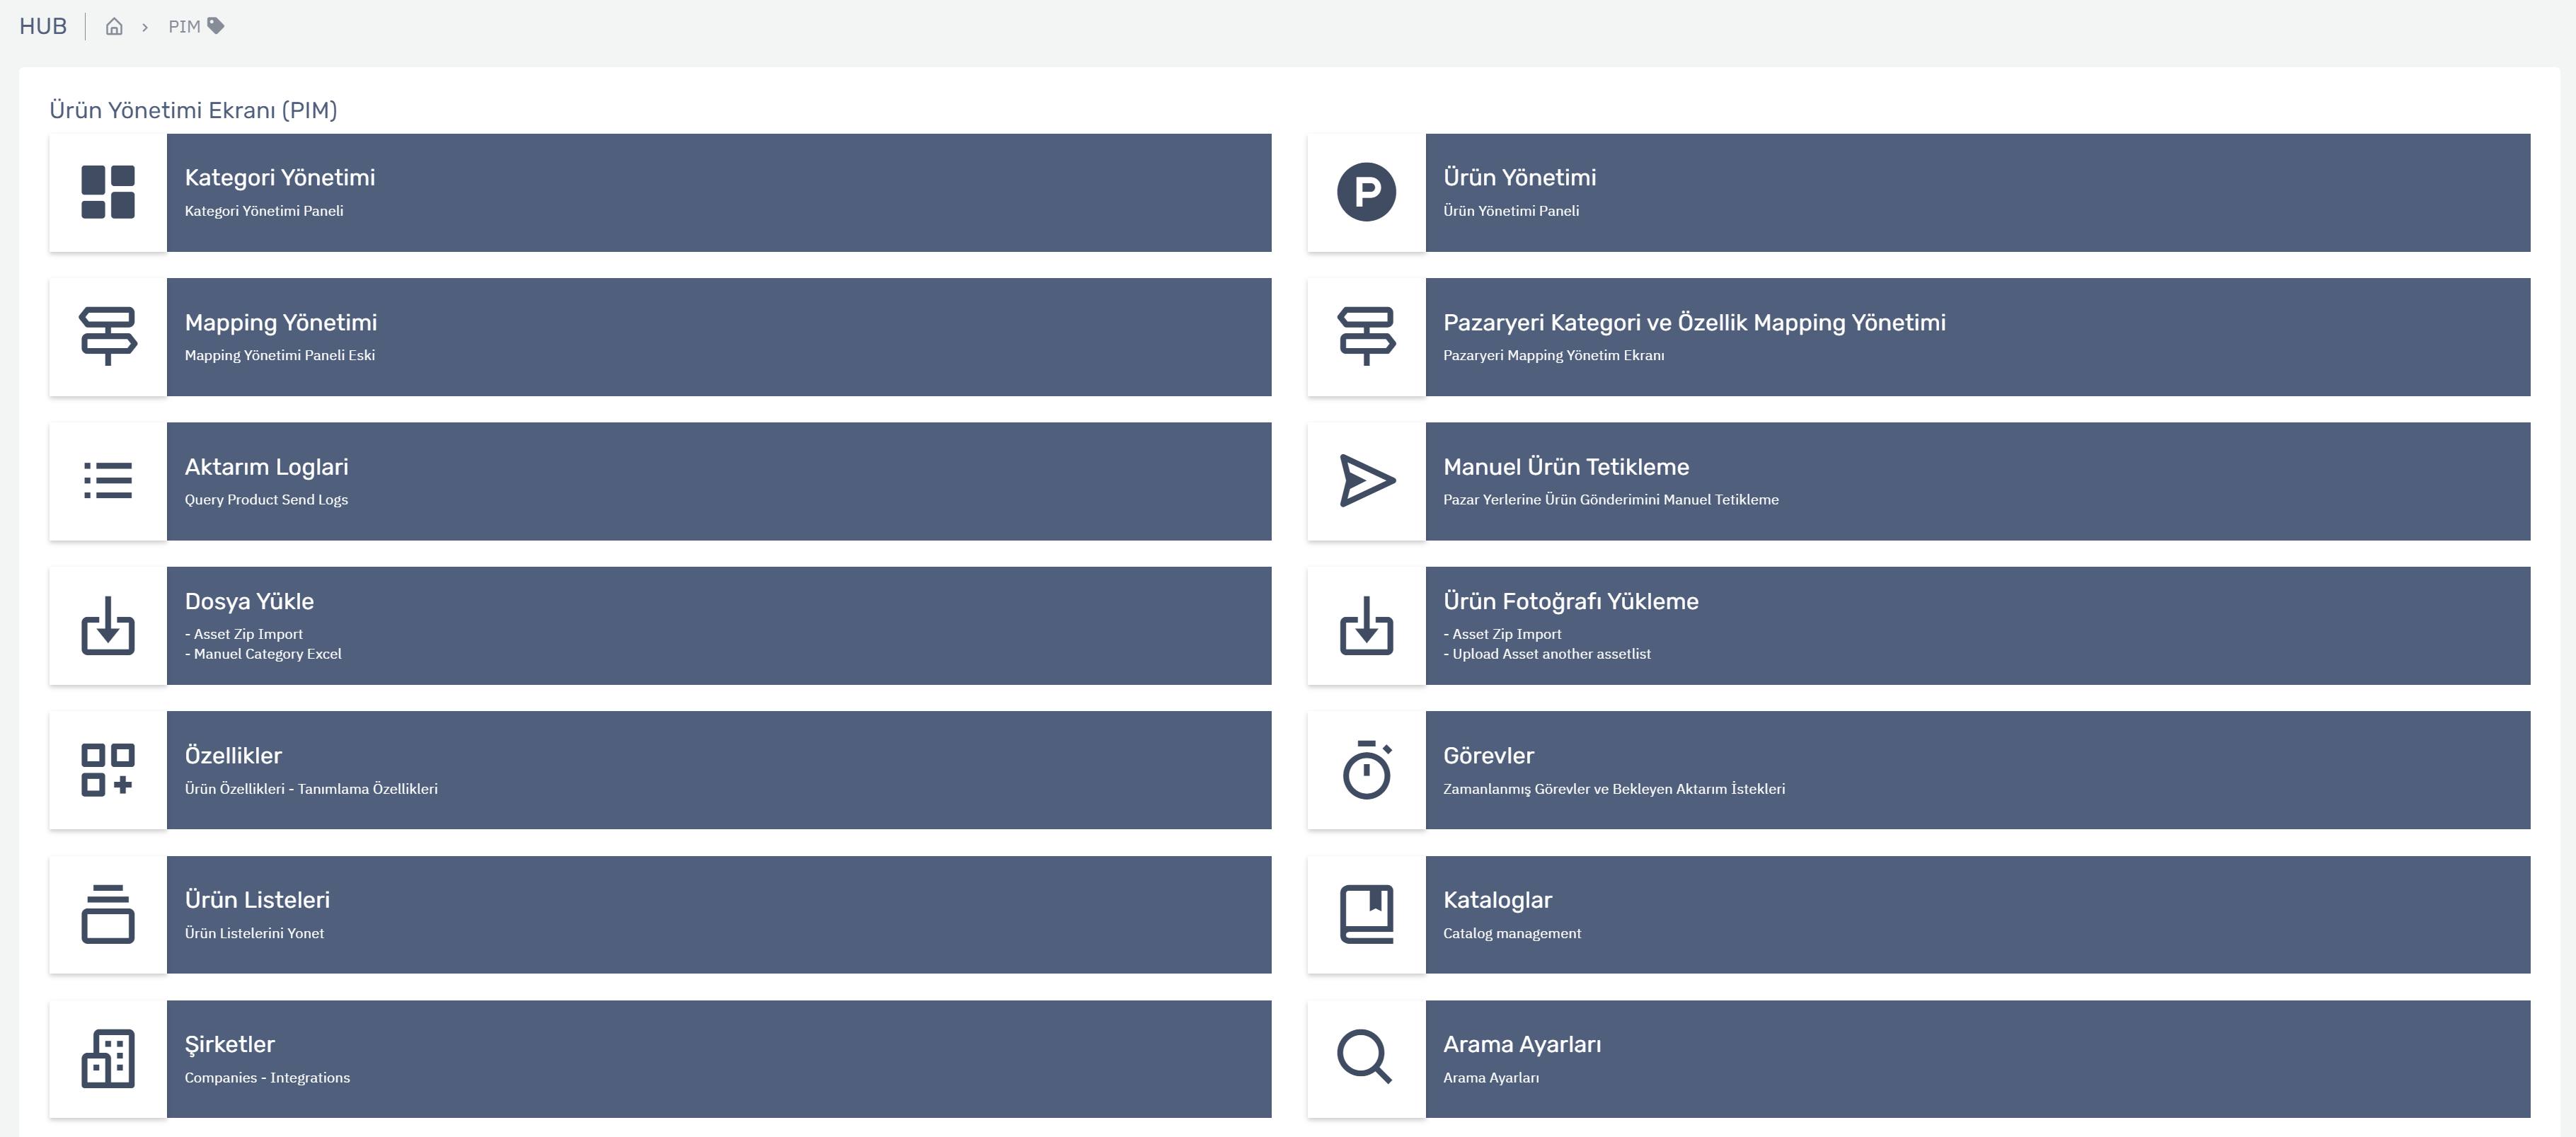 HUB
PIM
Ürün Yönetimi Ekranı (PIM)
Kategori Yönetimi
Kategori Yönetimi Paneli
Ürün Yönetimi
Ürün Yönetimi Paneli
Mapping Yönetimi
Mapping Yönetimi Paneli Eski
Pazaryeri Kategori ve Özellik Mapping Yönetimi
Pazaryeri Mapping Yönetim Ekranı
Aktarım Loglari
Query Product Send Logs
Manuel Ürün Tetikleme
Pazar Yerlerine Ürün Gönderimini Manuel Tetikleme
Dosya Yükle
- Asset Zip Import
- Manuel Category Excel
Ürün Fotoğrafı Yükleme
- Asset Zip Import
- Upload Asset another assetlist
Özellikler
Ürün Özellikleri - Tanımlama Özellikleri
Görevler
Zamanlanmış Görevler ve Bekleyen Aktarım İstekleri
Ürün Listeleri
Ürün Listelerini Yonet
Kataloglar
Catalog management
Şirketler
Companies - Integrations
Arama Ayarları
Arama Ayarları